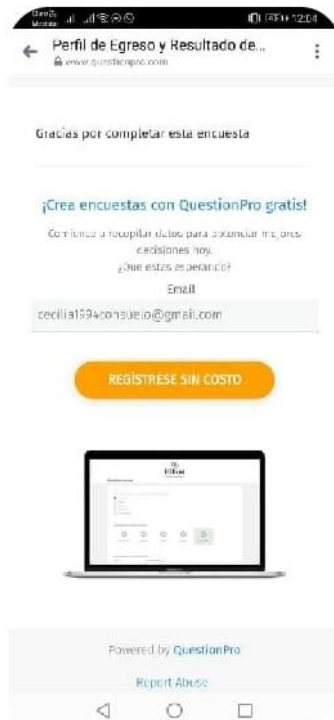 12:04
Perfil de Egreso y Resultado de...
www.questionpro.com
Gracias por completar esta encuesta
¡Crea encuestas con QuestionPro gratis!
Comience a recopilar datos para potenciar mejores
decisiones hoy.
¿Que estas esperando?
Email
cecilia1994consuelo@gmail.com
REGÍSTRESE SIN COSTO
Hilton
Powered by QuestionPro
Report Abuse